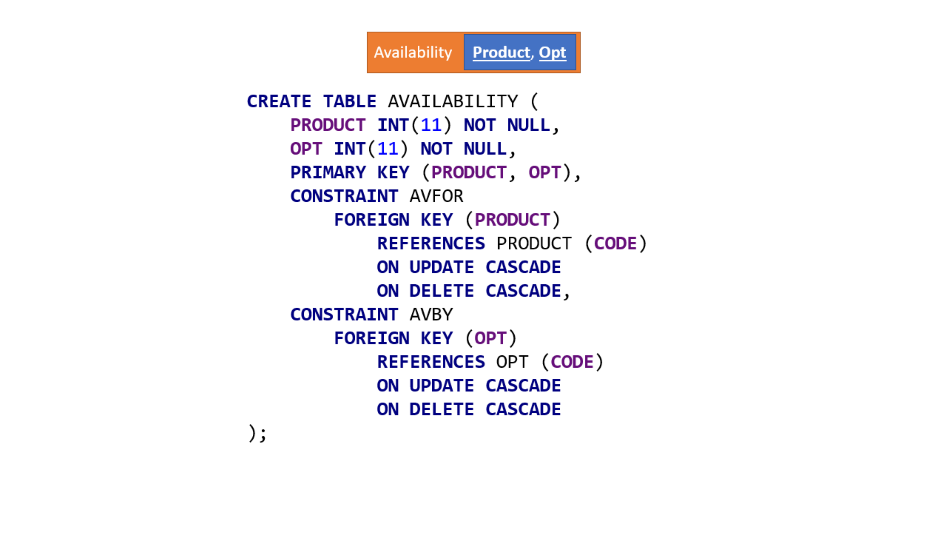 Availability Product, Opt
CREATE TABLE AVAILABILITY (
    PRODUCT INT(11) NOT NULL,
    OPT INT(11) NOT NULL,
    PRIMARY KEY (PRODUCT, OPT),
    CONSTRAINT AVFOR
        FOREIGN KEY (PRODUCT)
            REFERENCES PRODUCT (CODE)
            ON UPDATE CASCADE
            ON DELETE CASCADE,
    CONSTRAINT AVBY
        FOREIGN KEY (OPT)
            REFERENCES OPT (CODE)
            ON UPDATE CASCADE
            ON DELETE CASCADE
);